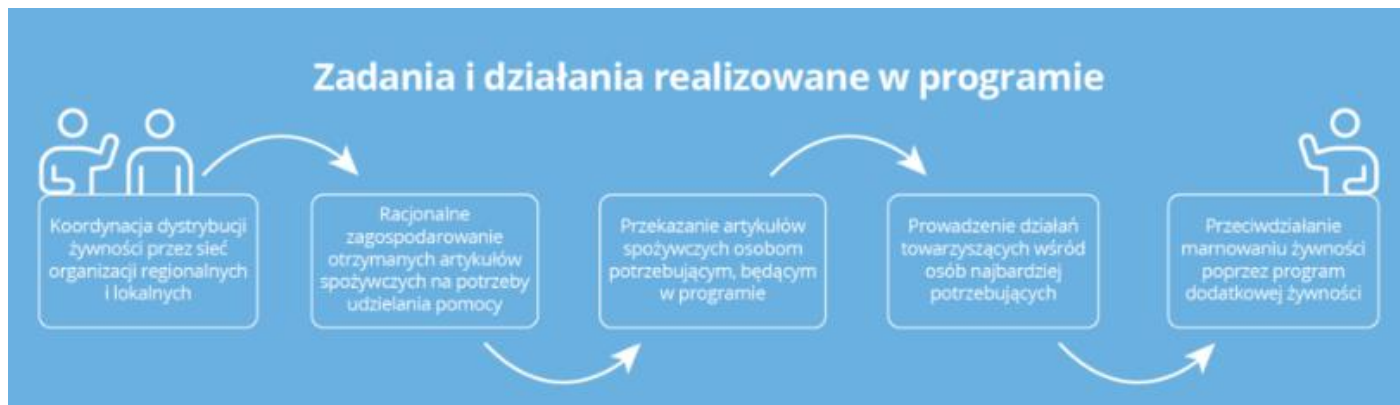 Zadania i działania realizowane w programie
Koordynacja dystrybucji
żywności przez sieć
organizacji regionalnych
i lokalnych
Racjonalne
zagospodarowanie
otrzymanych artykułów
spożywczych na potrzeby
udzielania pomocy
Przekazanie artykułów
spożywczych osobom
potrzebującym, będącym
w programie
Prowadzenie działań
towarzyszących wśród
osób najbardziej
potrzebujących
Przeciwdziałanie
marnowaniu żywności
poprzez program
dodatkowej żywności